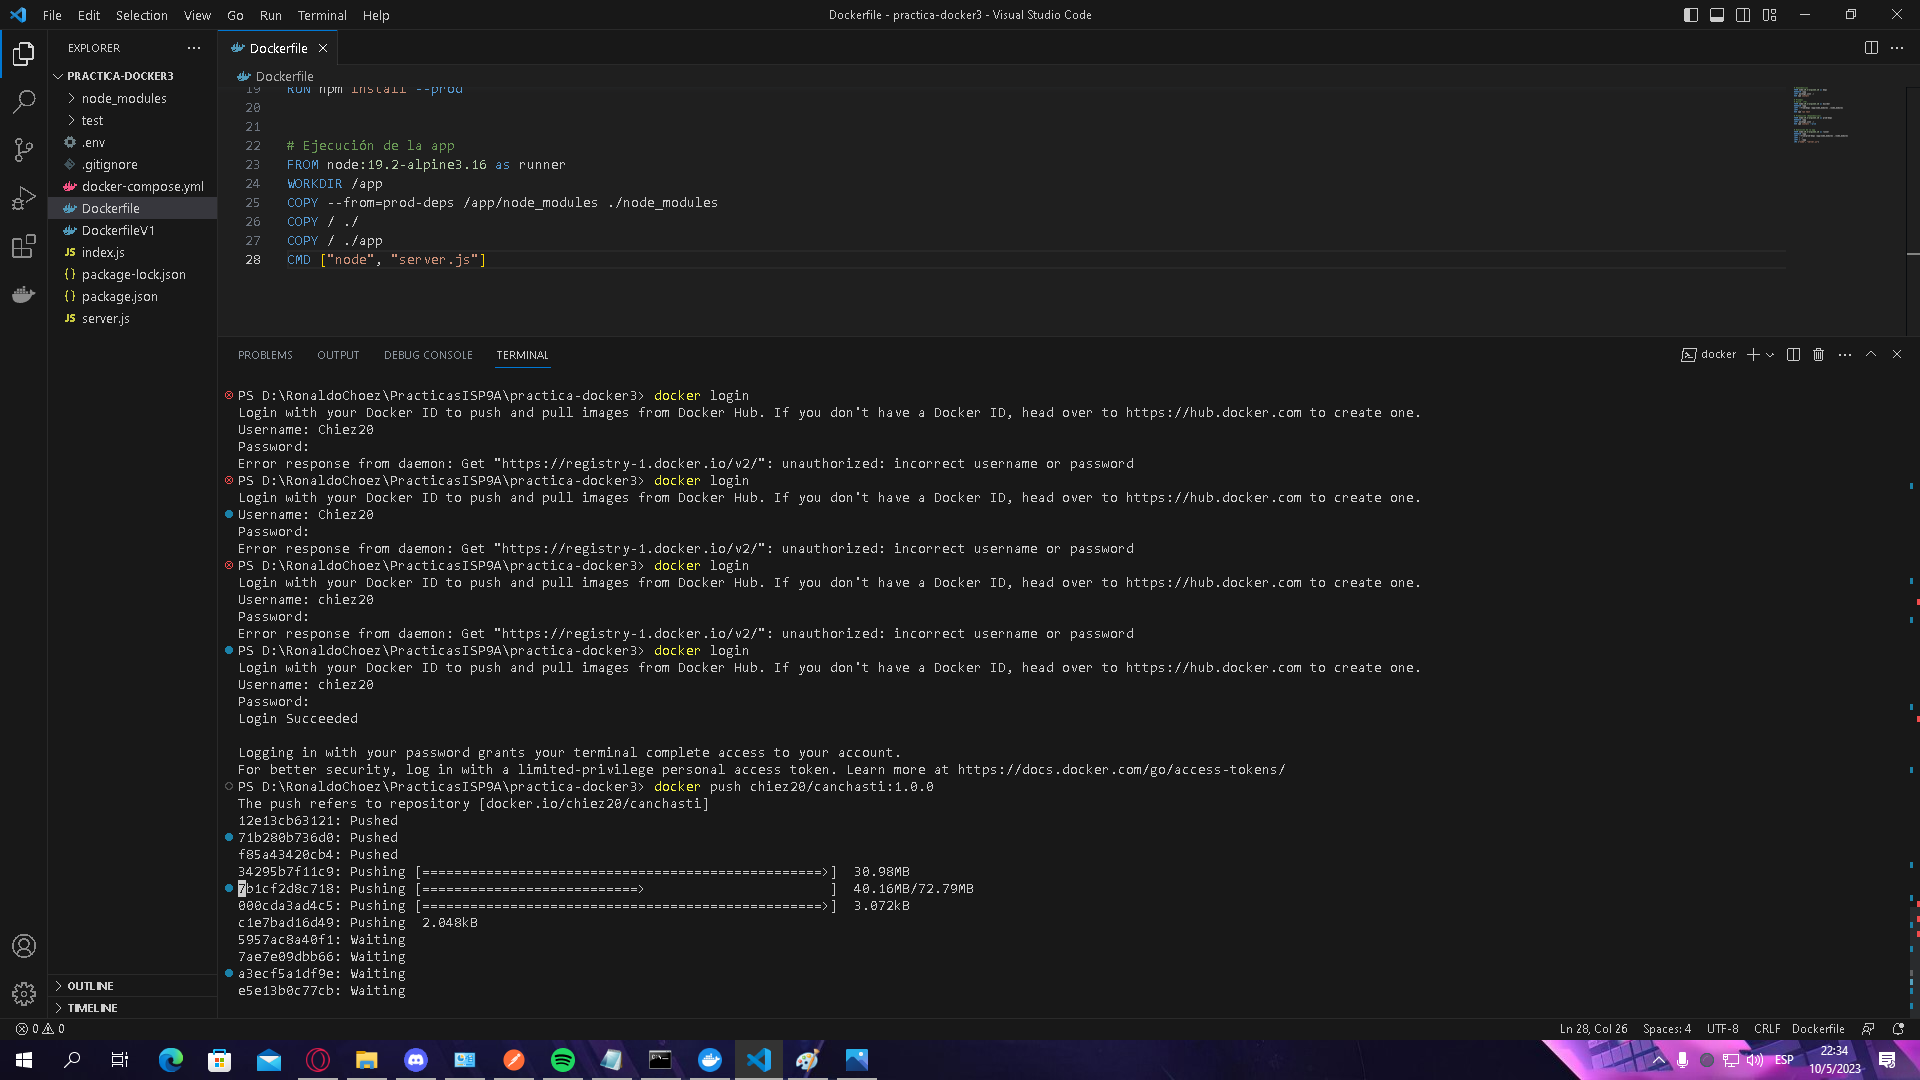 File Edit Selection View Go Run Terminal Help
Dockerfile - practica-docker3 - Visual Studio Code
EXPLORER
PRACTICA-DOCKER3
node_modules
test
.env
.gitignore
docker-compose.yml
Dockerfile
DockerfileV1
index.js
package-lock.json
package.json
server.js
OUTLINE
TIMELINE
Dockerfile
Dockerfile
19 RUN npm install --prod
20
21
22 # Ejecución de la app
23 FROM node:19.2-alpine3.16 as runner
24 WORKDIR /app
25 COPY --from=prod-deps /app/node_modules ./node_modules
26 COPY / ./
27 COPY / ./app
28 CMD ["node", "server.js"]
PROBLEMS OUTPUT DEBUG CONSOLE TERMINAL
docker
PS D:\RonaldoChoez\PracticasISP9A\practica-docker3> docker login
Login with your Docker ID to push and pull images from Docker Hub. If you don't have a Docker ID, head over to https://hub.docker.com to create one.
Username: Chiez20
Password:
Error response from daemon: Get "https://registry-1.docker.io/v2/": unauthorized: incorrect username or password
PS D:\RonaldoChoez\PracticasISP9A\practica-docker3> docker login
Login with your Docker ID to push and pull images from Docker Hub. If you don't have a Docker ID, head over to https://hub.docker.com to create one.
Username: Chiez20
Password:
Error response from daemon: Get "https://registry-1.docker.io/v2/": unauthorized: incorrect username or password
PS D:\RonaldoChoez\PracticasISP9A\practica-docker3> docker login
Login with your Docker ID to push and pull images from Docker Hub. If you don't have a Docker ID, head over to https://hub.docker.com to create one.
Username: chiez20
Password:
Error response from daemon: Get "https://registry-1.docker.io/v2/": unauthorized: incorrect username or password
PS D:\RonaldoChoez\PracticasISP9A\practica-docker3> docker login
Login with your Docker ID to push and pull images from Docker Hub. If you don't have a Docker ID, head over to https://hub.docker.com to create one.
Username: chiez20
Password:
Login Succeeded
Logging in with your password grants your terminal complete access to your account.
For better security, log in with a limited-privilege personal access token. Learn more at https://docs.docker.com/go/access-tokens/
PS D:\RonaldoChoez\PracticasISP9A\practica-docker3> docker push chiez20/canchasti:1.0.0
The push refers to repository [docker.io/chiez20/canchasti]
12e13cb63121: Pushed
71b280b736d0: Pushed
f85a43420cb4: Pushed
34295b7f11c9: Pushing [==================================================>] 30.98MB
7b1cf2d8c718: Pushing [===========================> ] 40.16MB/72.79MB
000cda3ad4c5: Pushing [==================================================>] 3.072kB
c1e7bad16d49: Pushing 2.048kB
5957ac8a40f1: Waiting
7ae7e09dbb66: Waiting
a3ecf5a1df9e: Waiting
e5e13b0c77cb: Waiting
0 0
Ln 28, Col 26 Spaces: 4 UTF-8 CRLF Dockerfile
ESP
22:34
10/5/2023